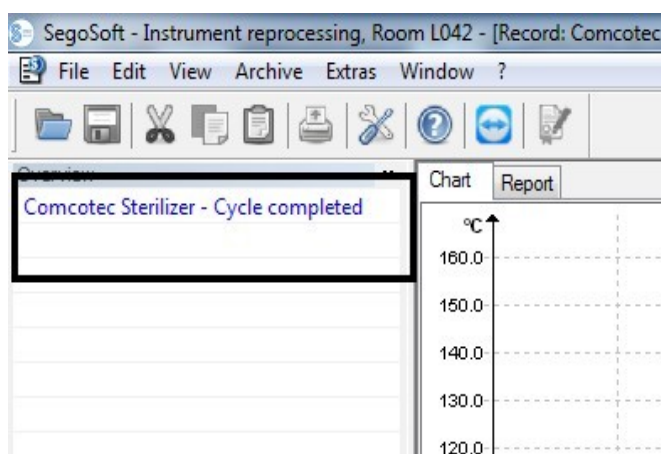 SegoSoft - Instrument reprocessing, Room L042 - [Record: Comcotec
File Edit View Archive Extras Window ?
Overview
Chart Report
Comcotec Sterilizer - Cycle completed
°C
160.0
150.0
140.0
130.0
120.0